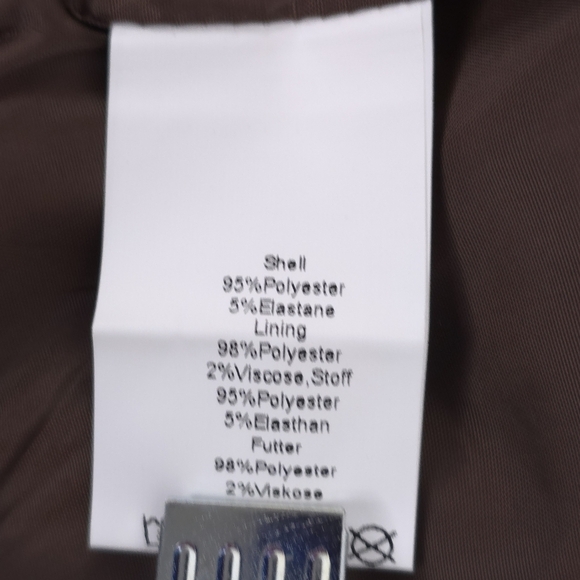 Shell
95%Polyester
5%Elastane
Lining
98%Polyester
2%Viscose,Stoff
95%Polyester
5%Elasthan
Futter
98%Polyester
2%Viskose